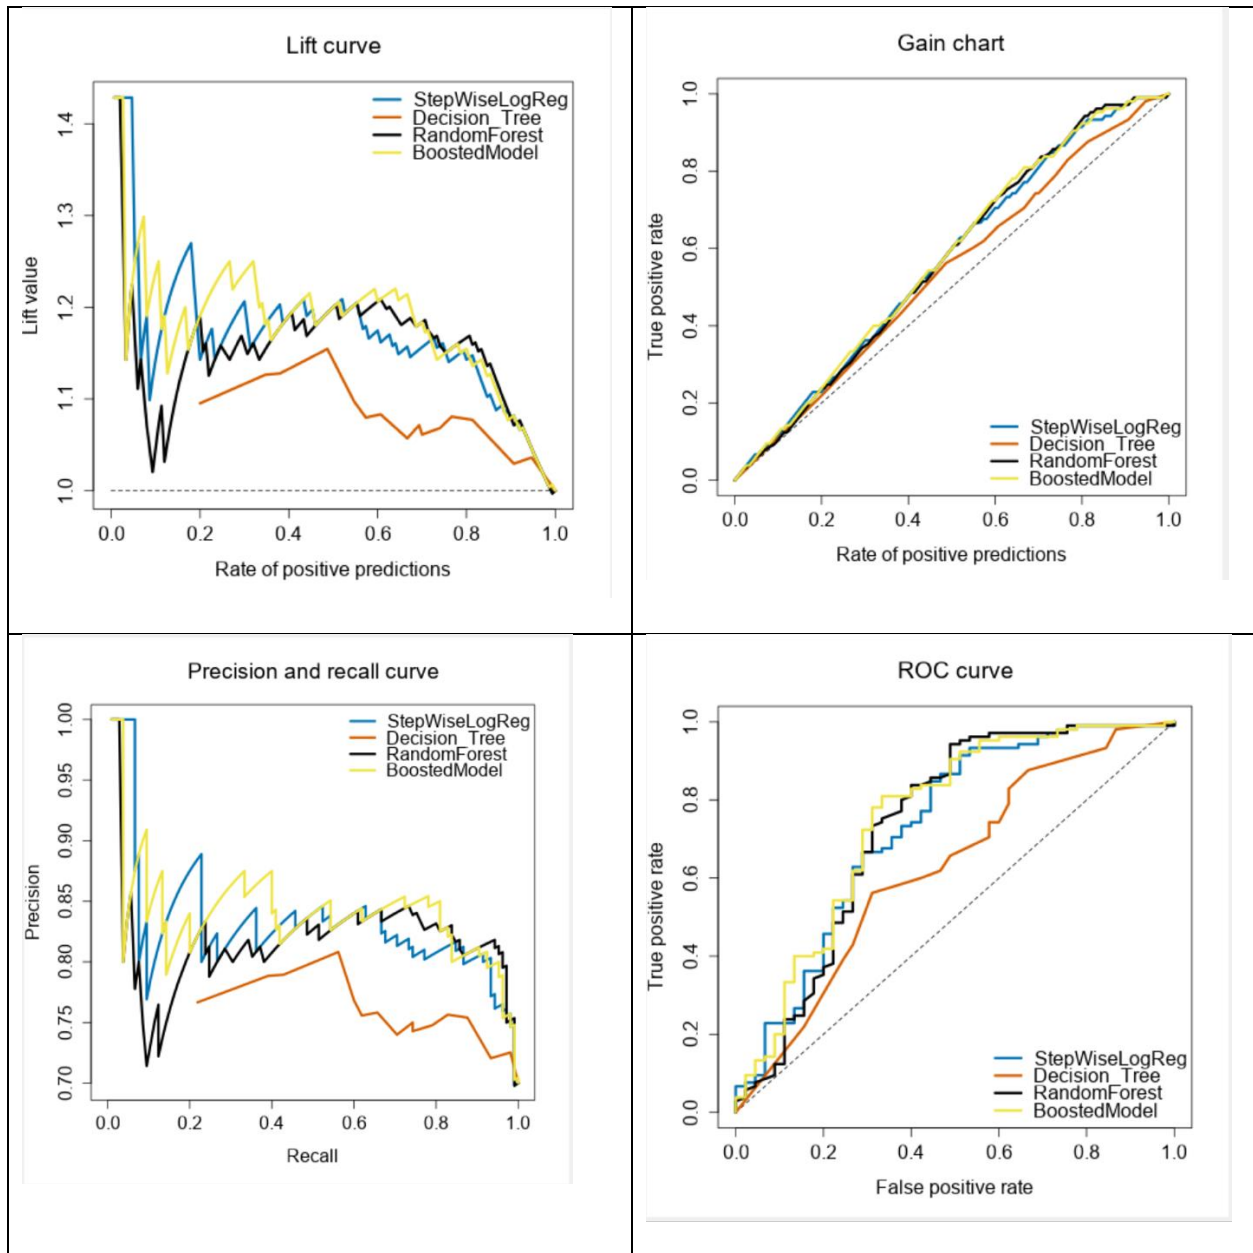 Lift curve
StepWiseLogReg
Decision_Tree
RandomForest
BoostedModel
1.4
1.3
1.2
1.1
1.0
Lift value
0.0 0.2 0.4 0.6 0.8 1.0
Rate of positive predictions
Gain chart
1.0
0.8
0.6
0.4
0.2
0.0
True positive rate
StepWiseLogReg
Decision_Tree
RandomForest
BoostedModel
0.0 0.2 0.4 0.6 0.8 1.0
Rate of positive predictions
Precision and recall curve
StepWiseLogReg
Decision_Tree
RandomForest
BoostedModel
1.00
0.95
0.90
0.85
0.80
0.75
0.70
Precision
0.0 0.2 0.4 0.6 0.8 1.0
Recall
ROC curve
1.0
0.8
0.6
0.4
0.2
0.0
True positive rate
StepWiseLogReg
Decision_Tree
RandomForest
BoostedModel
0.0 0.2 0.4 0.6 0.8 1.0
False positive rate